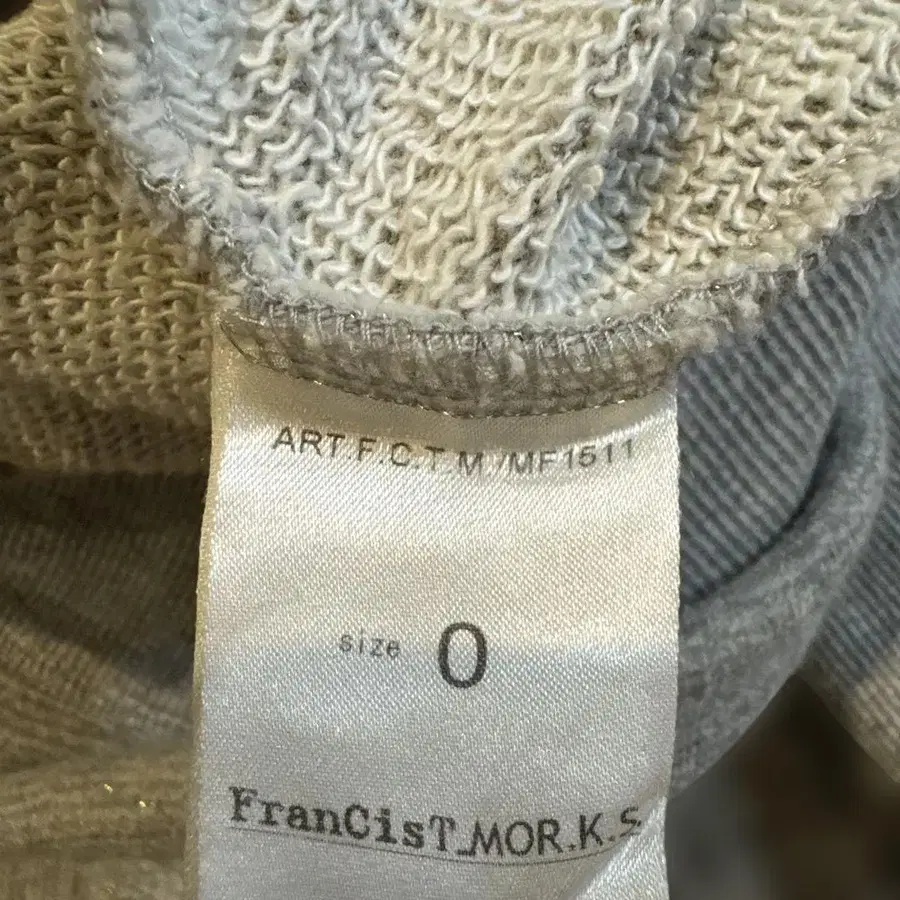 ART F.C.T.M /MF1511
size 0
FranCisT_MOR.K.S.